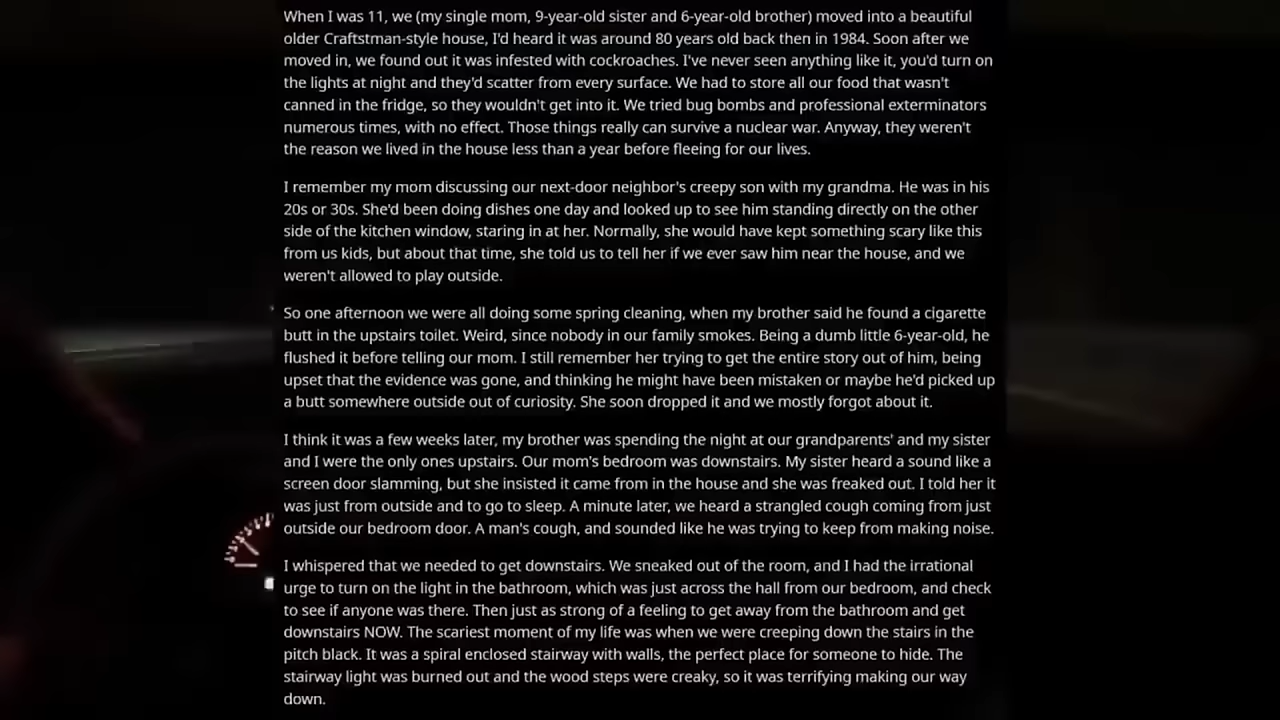 When I was 11, we (my single mom, 9-year-old sister and 6-year-old brother) moved into a beautiful
older Craftstman-style house, I'd heard it was around 80 years old back then in 1984. Soon after we
moved in, we found out it was infested with cockroaches. I've never seen anything like it, you'd turn on
the lights at night and they'd scatter from every surface. We had to store all our food that wasn't
canned in the fridge, so they wouldn't get into it. We tried bug bombs and professional exterminators
numerous times, with no effect. Those things really can survive a nuclear war. Anyway, they weren't
the reason we lived in the house less than a year before fleeing for our lives.
I remember my mom discussing our next-door neighbor's creepy son with my grandma. He was in his
20s or 30s. She'd been doing dishes one day and looked up to see him standing directly on the other
side of the kitchen window, staring in at her. Normally, she would have kept something scary like this
from us kids, but about that time, she told us to tell her if we ever saw him near the house, and we
weren't allowed to play outside.
So one afternoon we were all doing some spring cleaning, when my brother said he found a cigarette
butt in the upstairs toilet. Weird, since nobody in our family smokes. Being a dumb little 6-year-old, he
flushed it before telling our mom. I still remember her trying to get the entire story out of him, being
upset that the evidence was gone, and thinking he might have been mistaken or maybe he'd picked up
a butt somewhere outside out of curiosity. She soon dropped it and we mostly forgot about it.
I think it was a few weeks later, my brother was spending the night at our grandparents' and my sister
and I were the only ones upstairs. Our mom's bedroom was downstairs. My sister heard a sound like a
screen door slamming, but she insisted it came from in the house and she was freaked out. I told her it
was just from outside and to go to sleep. A minute later, we heard a strangled cough coming from just
outside our bedroom door. A man's cough, and sounded like he was trying to keep from making noise.
I whispered that we needed to get downstairs. We sneaked out of the room, and I had the irrational
urge to turn on the light in the bathroom, which was just across the hall from our bedroom, and check
to see if anyone was there. Then just as strong of a feeling to get away from the bathroom and get
downstairs NOW. The scariest moment of my life was when we were creeping down the stairs in the
pitch black. It was a spiral enclosed stairway with walls, the perfect place for someone to hide. The
stairway light was burned out and the wood steps were creaky, so it was terrifying making our way
down.